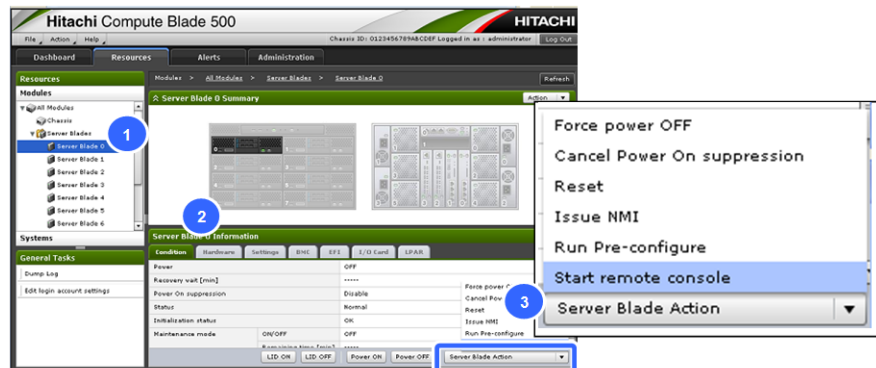 Hitachi Compute Blade 500
HITACHI
File Action Help
Chassis ID: 0123456789ABCDEF Logged in as : administrator Log Out
Dashboard Resources Alerts Administration
Resources
Modules
All Modules
Chassis
Server Blades
Server Blade 0
Server Blade 1
Server Blade 2
Server Blade 3
Server Blade 4
Server Blade 5
Server Blade 6
Systems
General Tasks
Dump Log
Edit login account settings
1
Modules > All Modules > Server Blades > Server Blade 0 Refresh
Server Blade 0 Summary
Action
2
Server Blade 0 Information
Condition Hardware Settings BMC EFI I/O Card LPAR
Power OFF
Recovery wait [min] -----
Power On suppression Disable
Status Normal
Initialization status OK
Maintenance mode ON/OFF OFF
Remaining time [min] -----
LID ON LID OFF Power ON Power OFF Server Blade Action
Force power
Cancel Pow
Reset
Issue NMI
Run Pre-configure
3
Force power OFF
Cancel Power On suppression
Reset
Issue NMI
Run Pre-configure
Start remote console
Server Blade Action